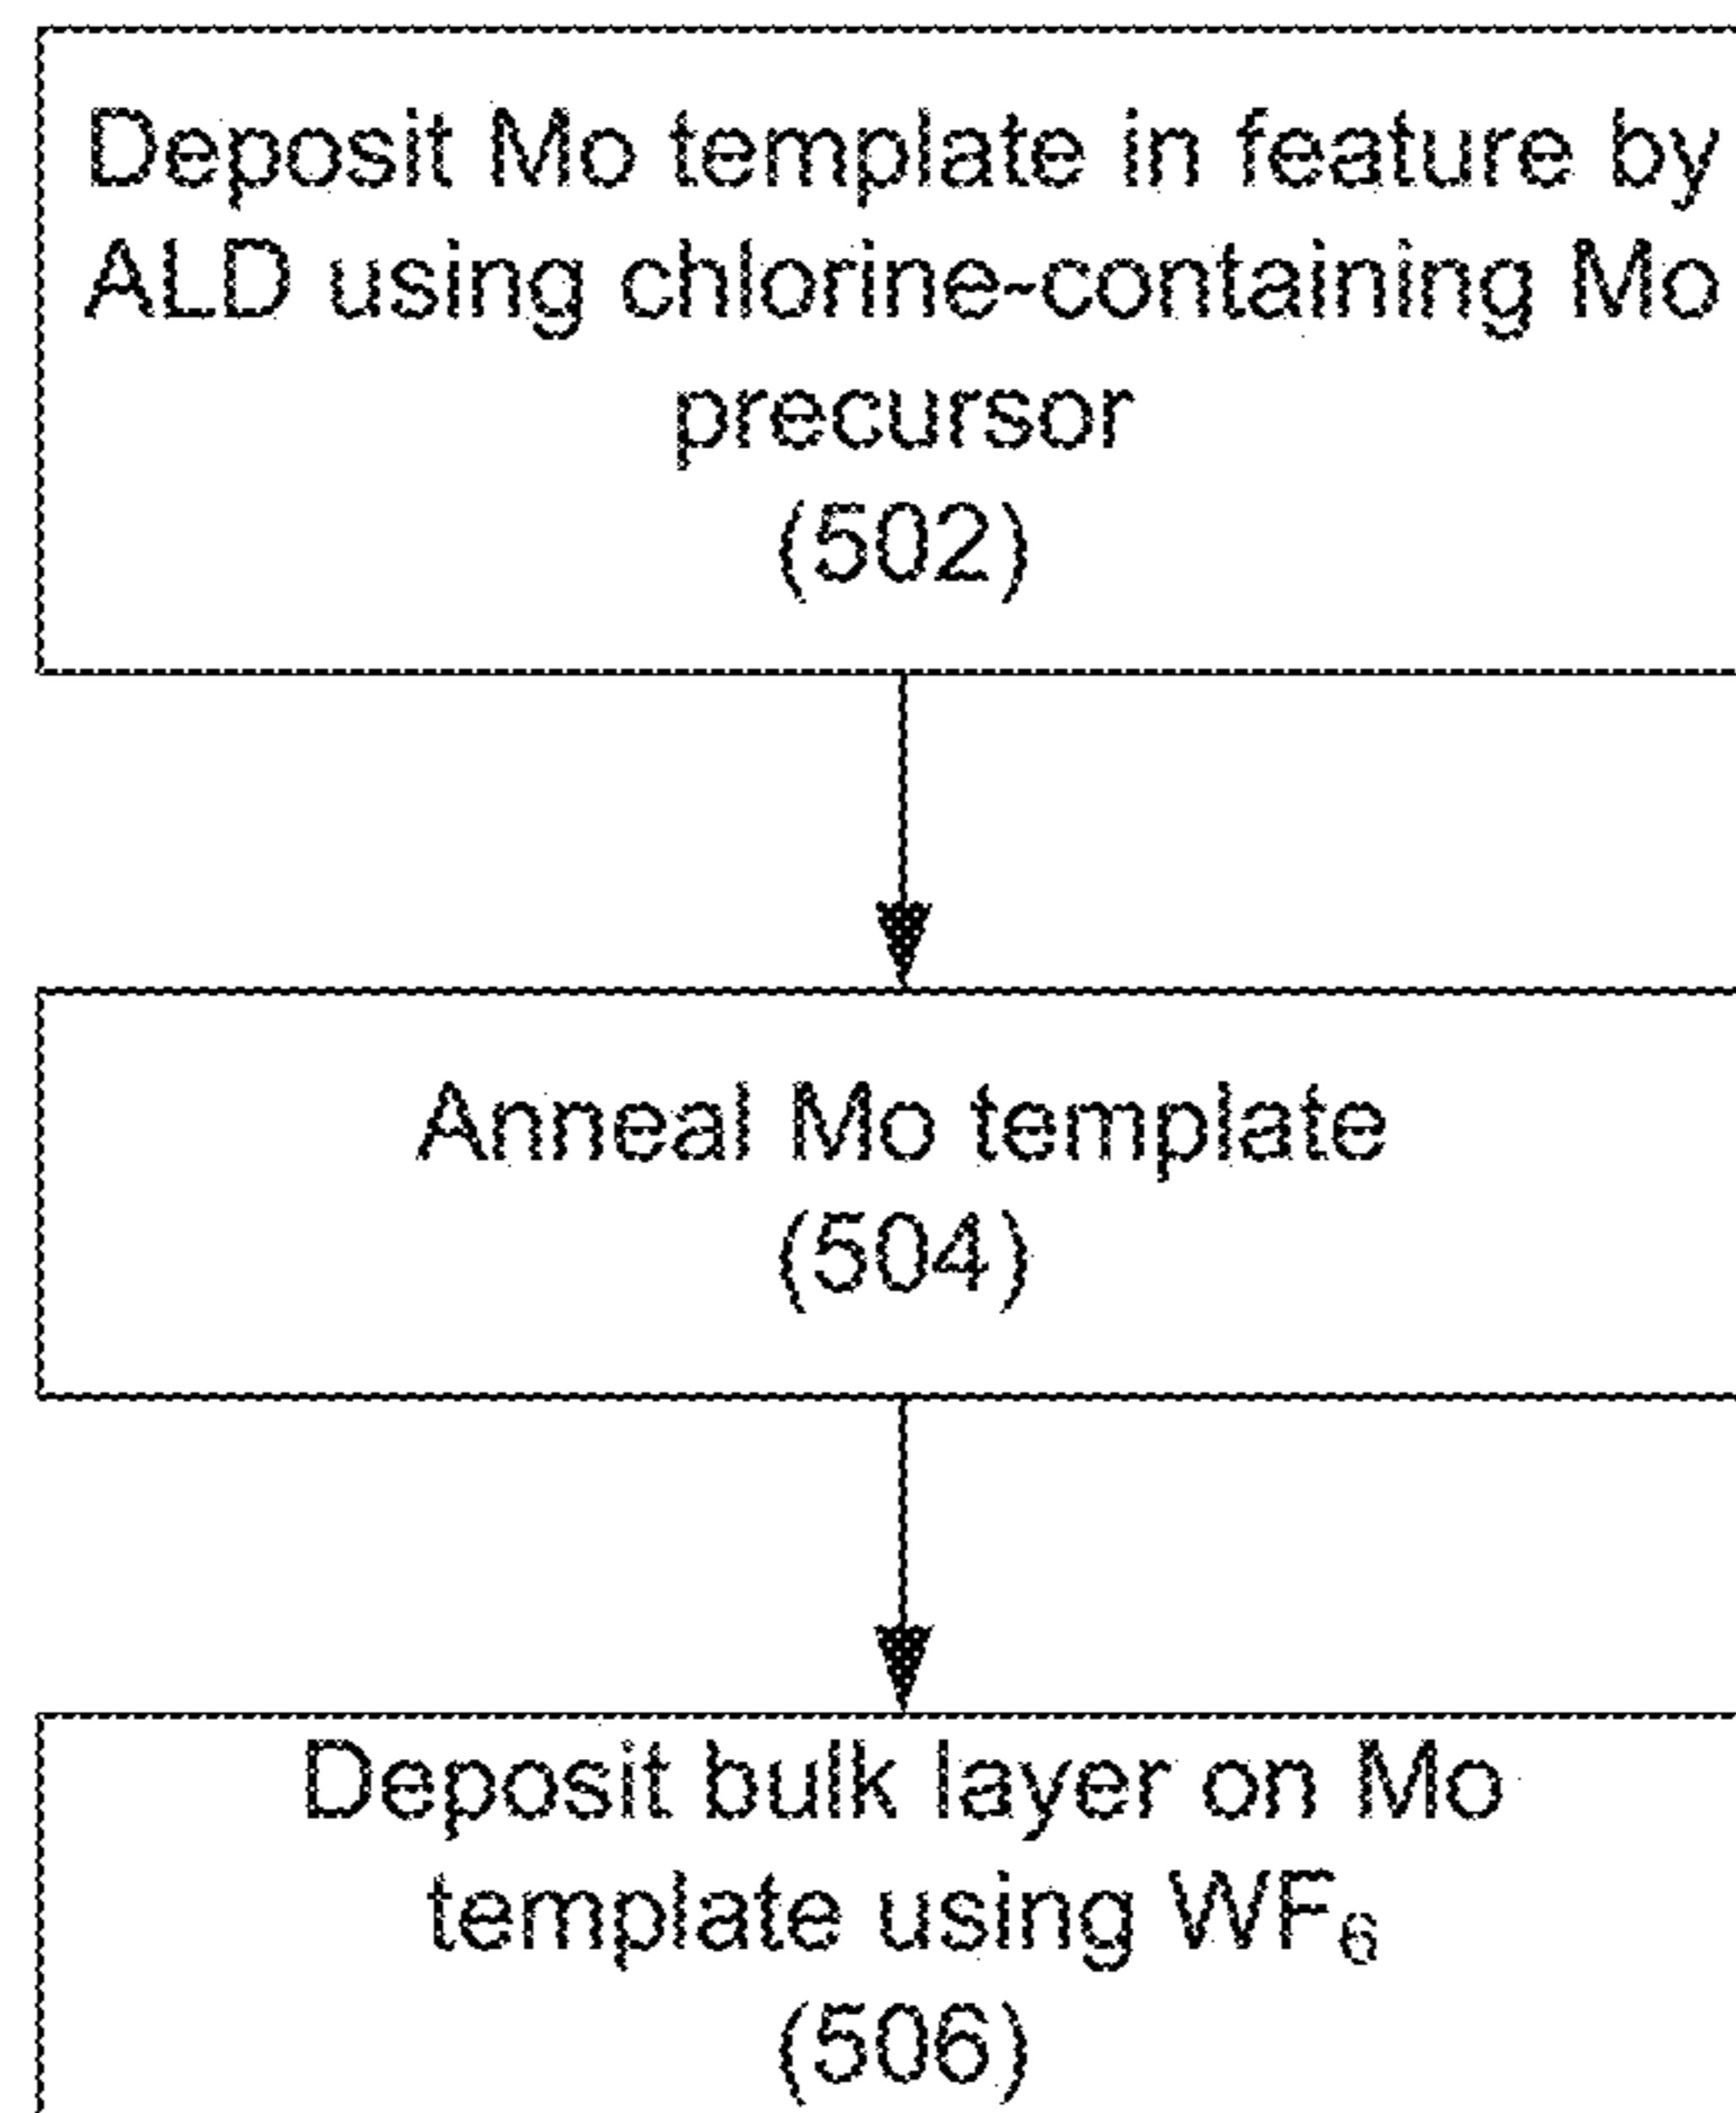 Deposit Mo template in feature by
ALD using chlorine-containing Mo
precursor
(502)
Anneal Mo template
(504)
Deposit bulk layer on Mo
template using WF₆
(506)